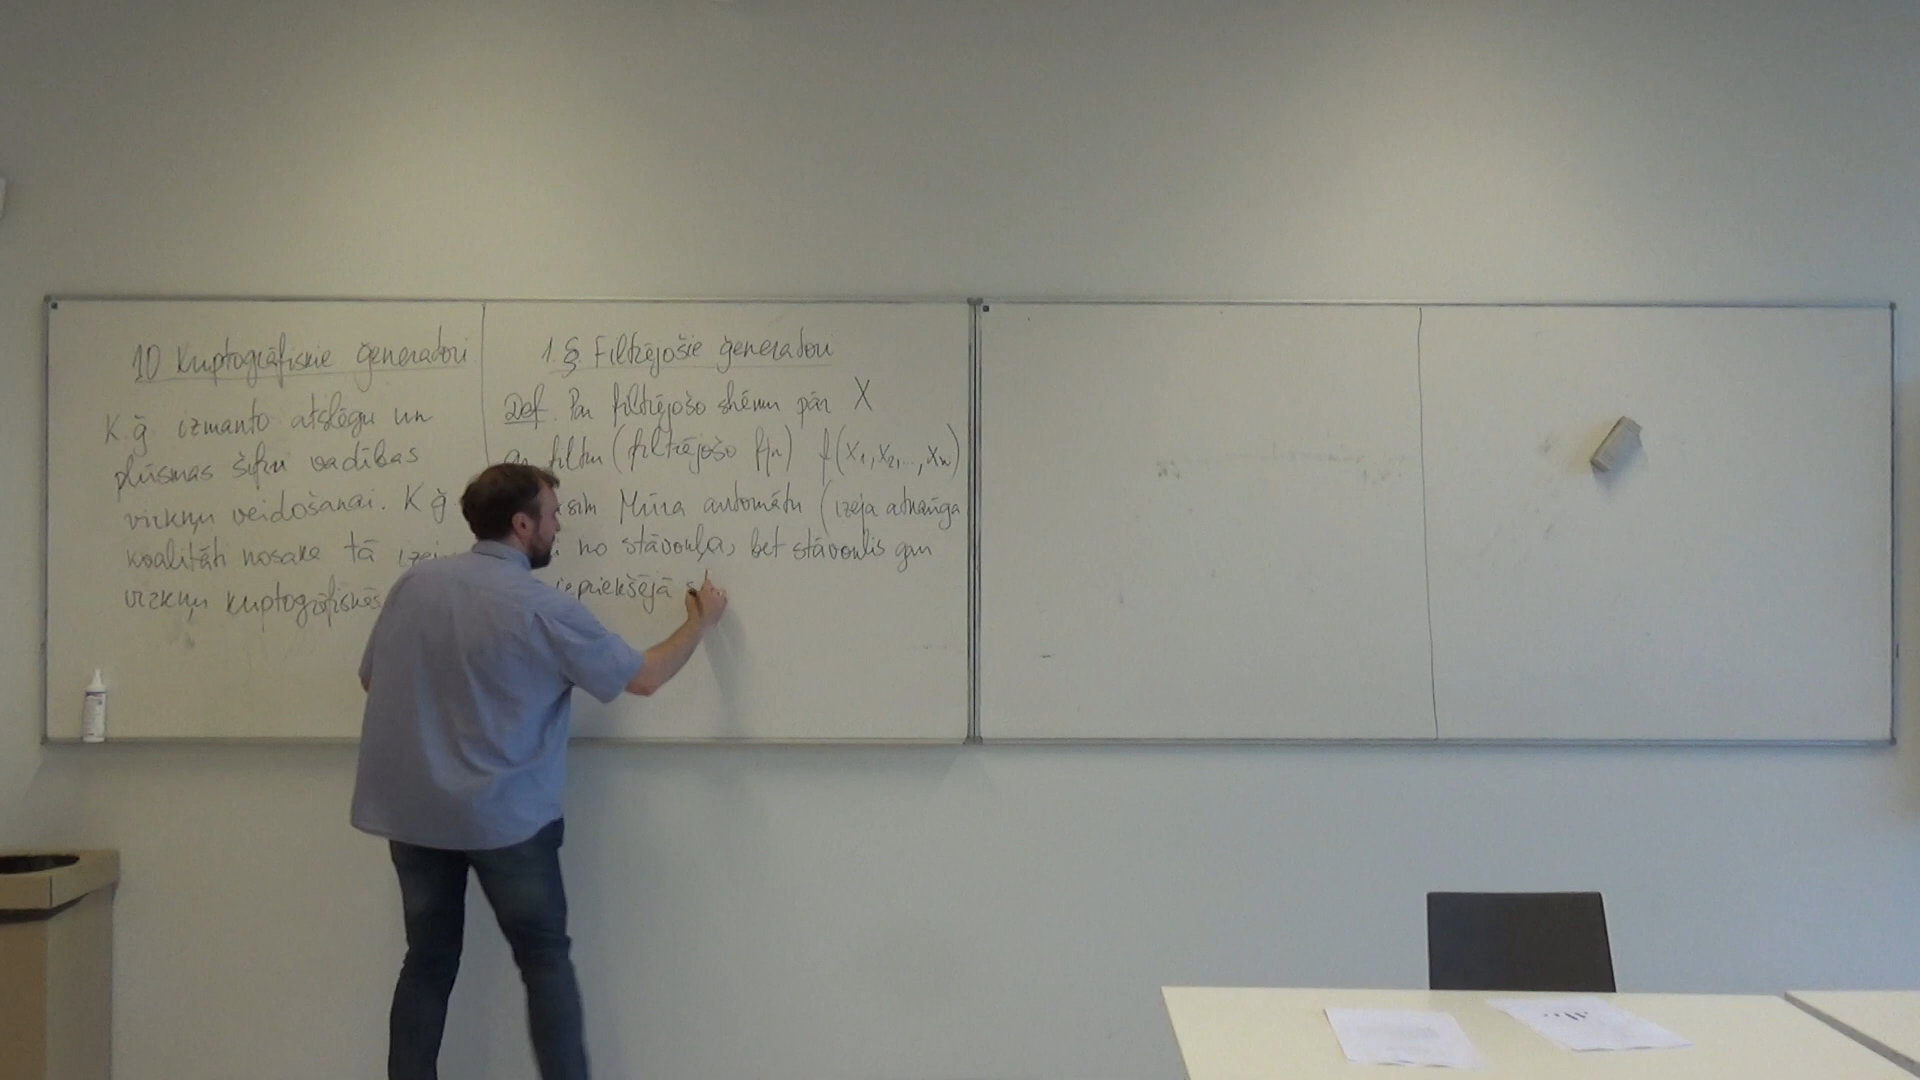 10 Kriptogrāfiskie ģeneratori
K.ģ izmanto atslēgu un
plūsmas šifru vadības
virkņu veidošanai. K ģ
kvalitāti nosaka tā
virkņu kriptogrāfiskās
1.§. Filtrējošie ģeneratori
Def. Par filtrējošo shēmu pār X
ar filtru (filtrējošo fju) f(x₁,x₂,...,xₙ)
Mūra automātu (izeja atkarīga
no stāvokļa, bet stāvoklis gan
iepriekšējā